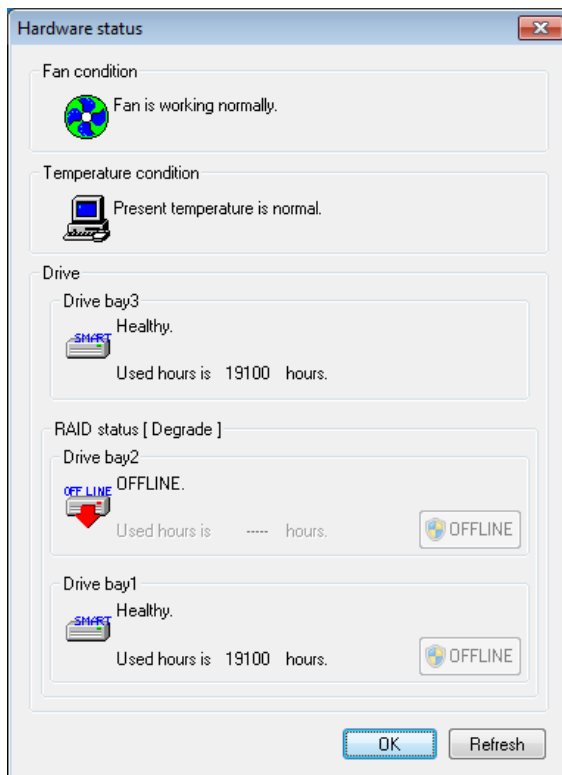 Hardware status
Fan condition
Fan is working normally.
Temperature condition
Present temperature is normal.
Drive
Drive bay3
SMART
Healthy.
Used hours is 19100 hours.
RAID status [ Degrade ]
Drive bay2
OFF LINE
OFFLINE.
Used hours is ----- hours.
OFFLINE
Drive bay1
SMART
Healthy.
Used hours is 19100 hours.
OFFLINE
OK
Refresh